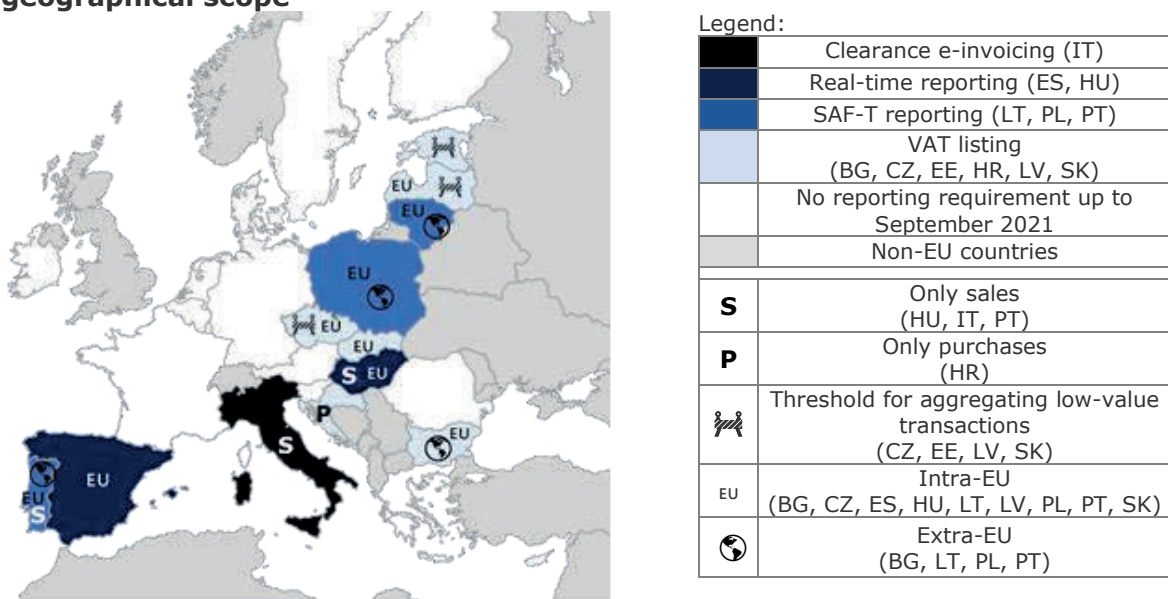 geographical scope
Legend:
Clearance e-invoicing (IT)
Real-time reporting (ES, HU)
SAF-T reporting (LT, PL, PT)
VAT listing
(BG, CZ, EE, HR, LV, SK)
No reporting requirement up to
September 2021
Non-EU countries
S
Only sales
(HU, IT, PT)
P
Only purchases
(HR)
Threshold for aggregating low-value
transactions
(CZ, EE, LV, SK)
EU
Intra-EU
(BG, CZ, ES, HU, LT, LV, PL, PT, SK)
Extra-EU
(BG, LT, PL, PT)
EU
EU
EU
EU
EU
S EU
P
S
EU
EU
EU
S